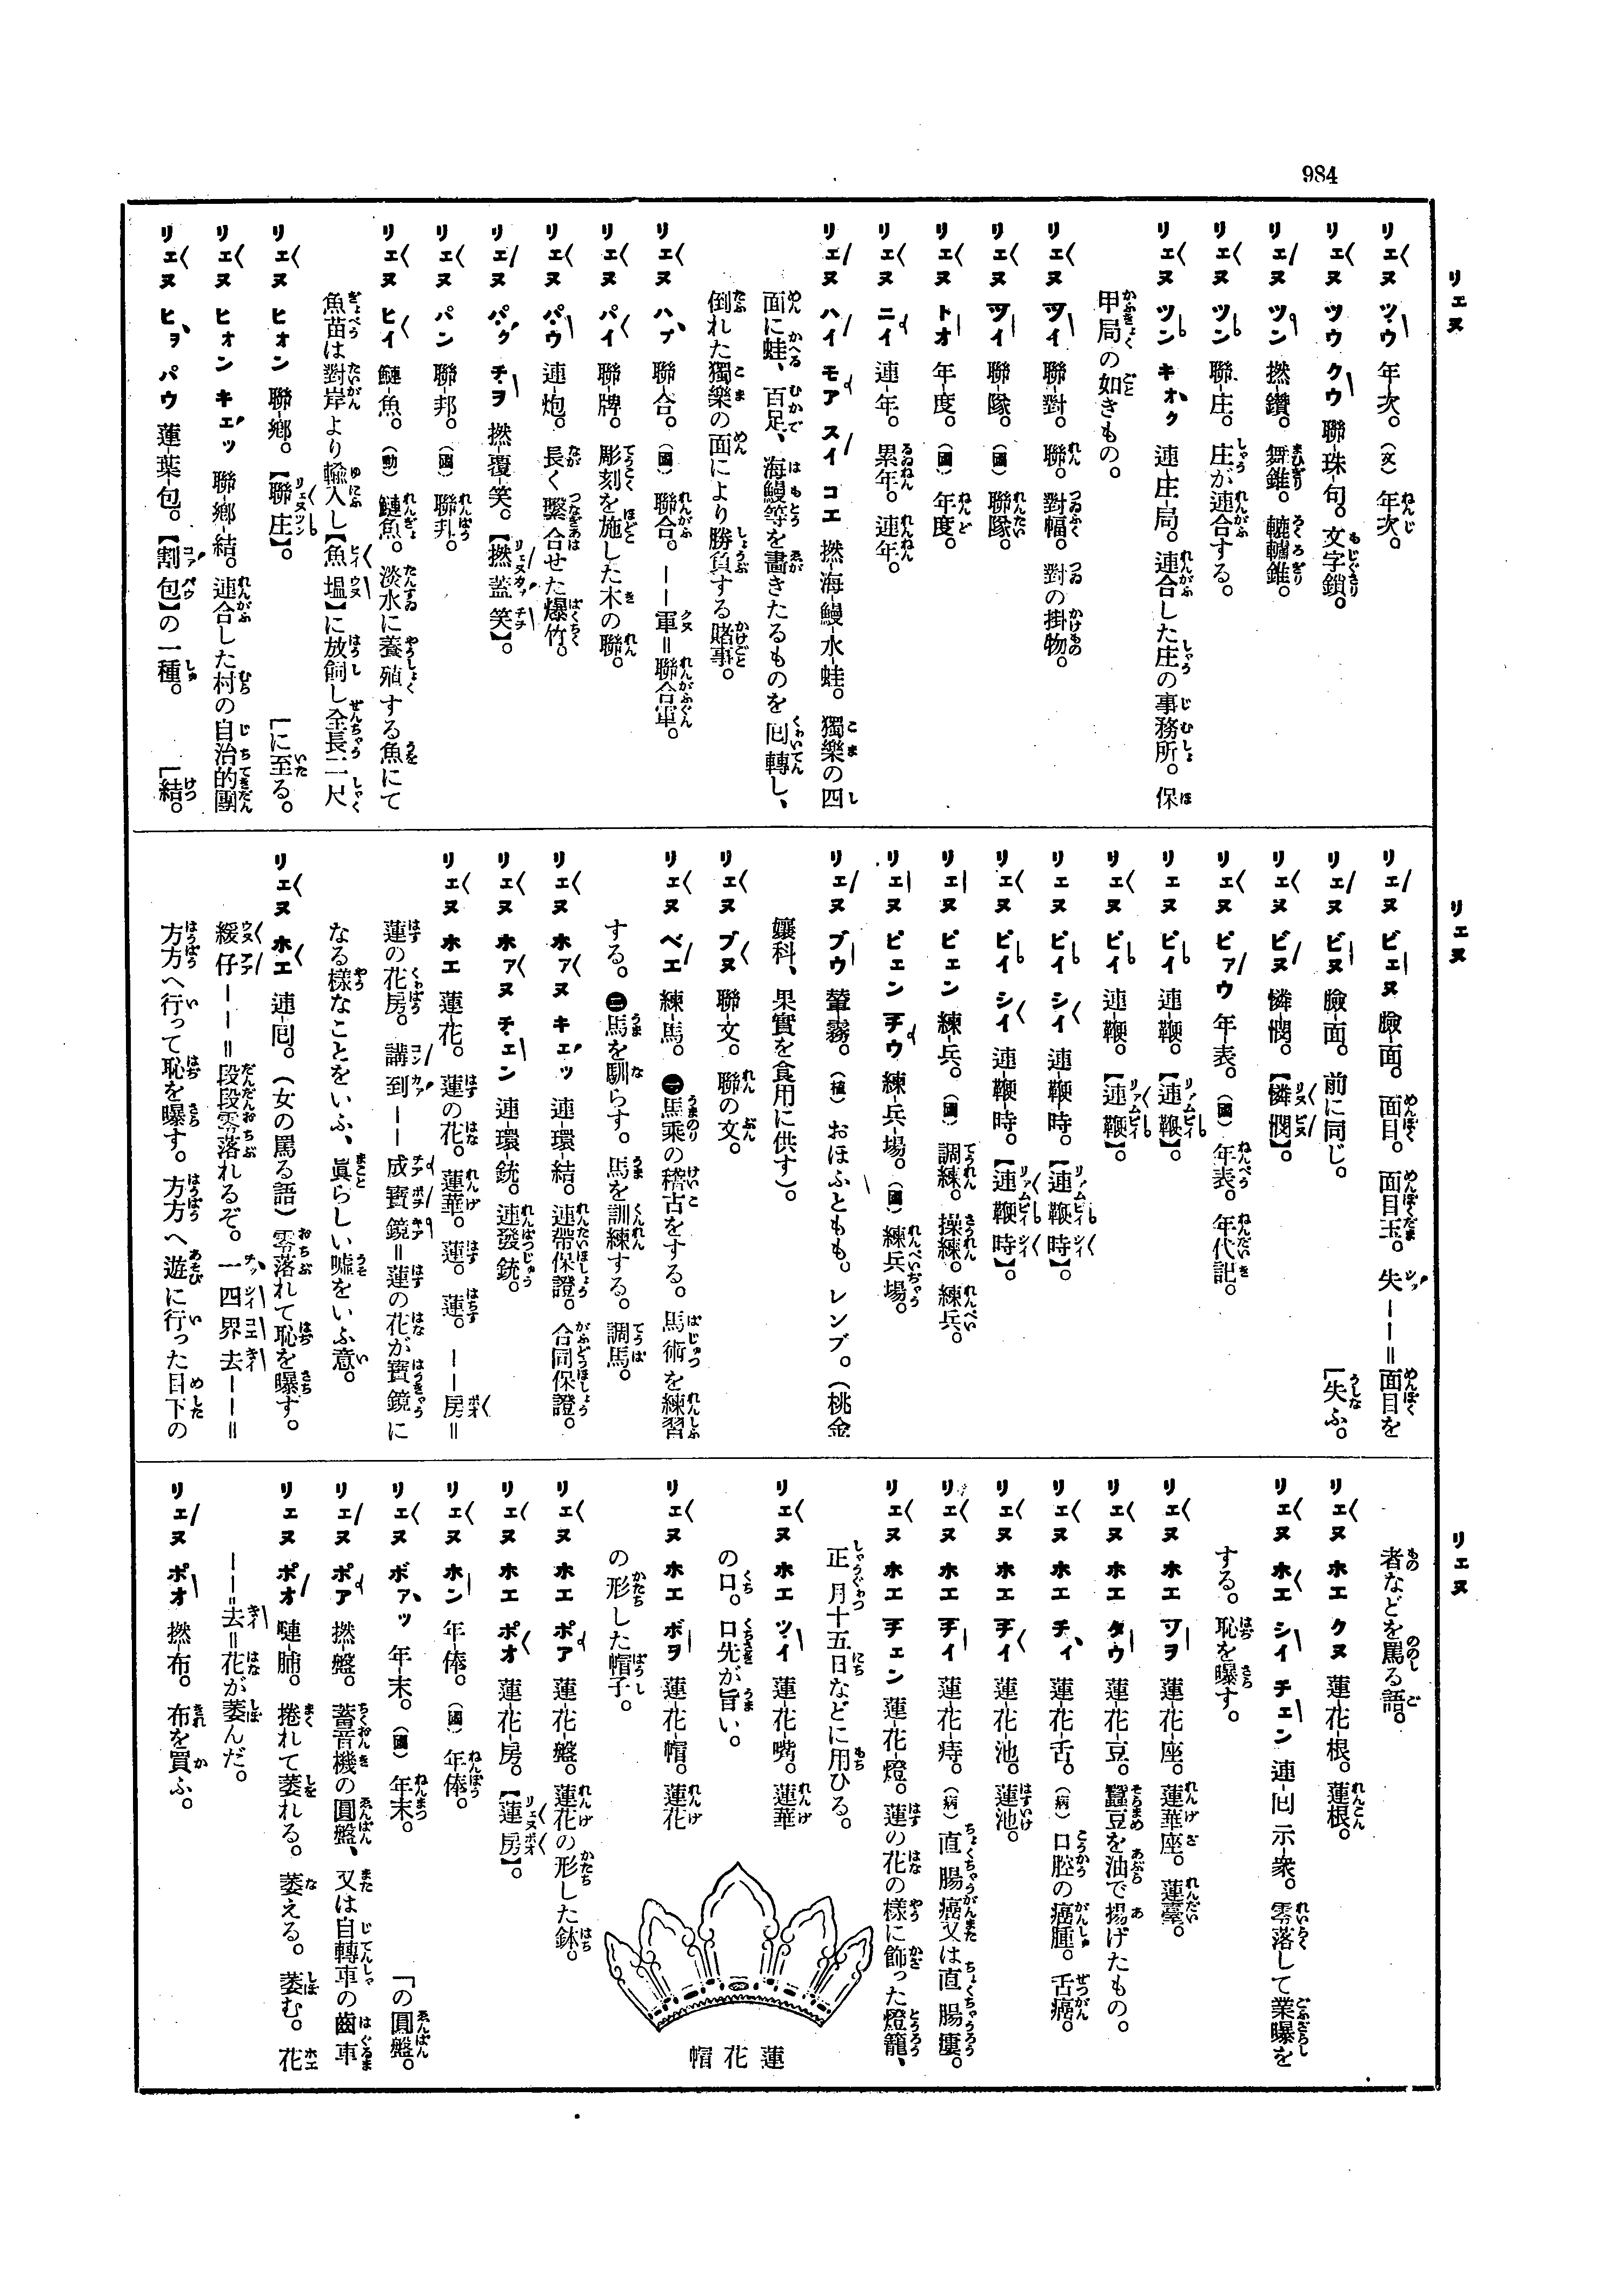 984
リエヌ
リエヌ ツウ 年-次。(文) 年次。
リエヌ ツウ クウ 聯-珠-句。文字鎖。
リエヌ ツン 撚-鑽。舞錐。轆轤錐。
リエヌ ツン 聯-庄。庄が連合する。
リエヌ ツン キオク 連-庄-局。連合した庄の事務所。保
甲局の如きもの。
リエヌ ツイ 聯-對。聯。對幅。對の掛物。
リエヌ ツイ 聯-隊。(國) 聯隊。
リエヌ トオ 年-度。(國) 年度。
リエヌ ニイ 連-年。累年。連年。
リエヌ ハイ モア スイ コエ 撚-海-鰻-水-蛙。獨樂の四
面に蛙、百足、海鰻等を畵きたるものを囘轉し、
倒れた獨樂の面により勝負する賭事。
リエヌ ハプ 聯-合。(國) 聯合。——軍=聯合軍。
リエヌ パイ 聯-牌。彫刻を施した木の聯。
リエヌ パウ 連-炮。長く繫合せた爆竹。
リエヌ パク チヲ 撚-覆-笑。【撚蓋笑】。
リエヌ パン 聯-邦。(國) 聯邦。
リエヌ ヒイ 鰱-魚。(動) 鰱魚。淡水に養殖する魚にて
魚苗は對岸より輸入し【魚塭】に放飼し全長二尺
リエヌ ヒオン 聯-鄕。【聯庄】。 「に至る。
リエヌ ヒオン キエッ 聯-鄕-結。連合した村の自治的團
リエヌ ヒヲ パウ 蓮-葉-包。【割包】の一種。 「結。
リエヌ
リエヌ ビエヌ 臉-面。面目。面目玉。失——=面目を
リエヌ ビヌ 臉-面。前に同じ。 「失ふ。
リエヌ ビヌ 憐-憫。【憐憫】。
リエヌ ピァウ 年-表。(國) 年表。年代記。
リエヌ ピイ 連-鞭。【連鞭】。
リエヌ ピイ 連-鞭。【連鞭】。
リエヌ ピイ シイ 連-鞭-時。【連鞭時】。
リエヌ ピイ シイ 連-鞭-時。【連鞭時】。
リエヌ ピェン 練-兵。(國) 調練。操練。練兵。
リエヌ ピェン チウ 練-兵-場。(國) 練兵場。
リエヌ ブウ 輦-霧。(植) おほふともも。レンブ。(桃金
孃科、果實を食用に供す)。
リエヌ ブヌ 聯-文。聯の文。
リエヌ ベエ 練-馬。㊀馬乘の稽古をする。馬術を練習
する。㊁馬を馴らす。馬を訓練する。調馬。
リエヌ ホァヌ キエッ 連-環-結。連帶保證。合同保證。
リエヌ ホァヌ チェン 連-環-銃。連發銃。
リエヌ ホエ 蓮-花。蓮の花。蓮華。蓮。蓮。——房=
蓮の花房。講到——成寶鏡=蓮の花が寶鏡に
なる樣なことをいふ、眞らしい噓をいふ意。
リエヌ ホエ 連-囘。(女の罵る語) 零落れて恥を曝す。
緩仔——=段段零落れるぞ。一四界去——=
方方へ行って恥を曝す。方方へ遊に行った目下の
リエヌ
者などを罵る語。
リエヌ ホエ クヌ 蓮-花-根。蓮根。
リエヌ ホエ シイ チェン 連-囘示-衆。零落して業曝を
する。恥を曝す。
リエヌ ホエ ツヲ 蓮-花-座。蓮華座。蓮臺。
リエヌ ホエ タウ 蓮-花-豆。蠶豆を油で揚げたもの。
リエヌ ホエ チイ 蓮-花-舌。(病) 口腔の癌腫。舌癌。
リエヌ ホエ チイ 蓮-花-池。蓮池。
リエヌ ホエ チイ 蓮-花-痔。(病) 直腸癌又は直腸瘻。
リエヌ ホエ チェン 蓮-花-燈。蓮の花の樣に飾った燈籠、
正月十五日などに用ひる。
リエヌ ホエ ツイ 蓮-花-嘴。蓮華
の口。口先が旨い。
リエヌ ホエ ボヲ 蓮-花-帽。蓮花
の形した帽子。
蓮花帽
リエヌ ホエ ポア 蓮-花-盤。蓮花の形した鉢。
リエヌ ホエ ポオ 蓮-花-房。【蓮房】。
リエヌ ホン 年-俸。(國) 年俸。
リエヌ ボァッ 年-末。(國) 年末。 「の圓盤。
リエヌ ポア 撚-盤。蓄音機の圓盤、又は自轉車の齒車
リエヌ ポオ 嗹-脯。捲れて萎れる。萎える。萎む。花
——去=花が萎んだ。
リエヌ ポオ 撚-布。布を買ふ。